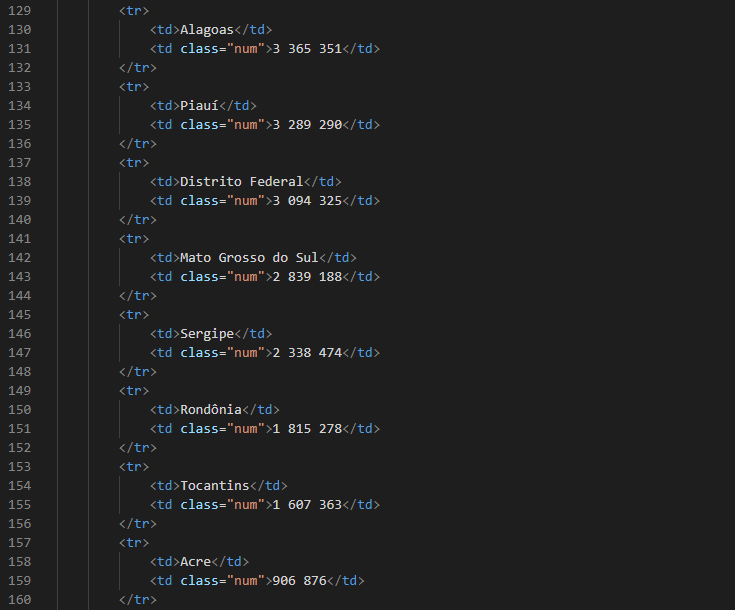 129 <tr>
130 <td>Alagoas</td>
131 <td class="num">3 365 351</td>
132 </tr>
133 <tr>
134 <td>Piauí</td>
135 <td class="num">3 289 290</td>
136 </tr>
137 <tr>
138 <td>Distrito Federal</td>
139 <td class="num">3 094 325</td>
140 </tr>
141 <tr>
142 <td>Mato Grosso do Sul</td>
143 <td class="num">2 839 188</td>
144 </tr>
145 <tr>
146 <td>Sergipe</td>
147 <td class="num">2 338 474</td>
148 </tr>
149 <tr>
150 <td>Rondônia</td>
151 <td class="num">1 815 278</td>
152 </tr>
153 <tr>
154 <td>Tocantins</td>
155 <td class="num">1 607 363</td>
156 </tr>
157 <tr>
158 <td>Acre</td>
159 <td class="num">906 876</td>
160 </tr>